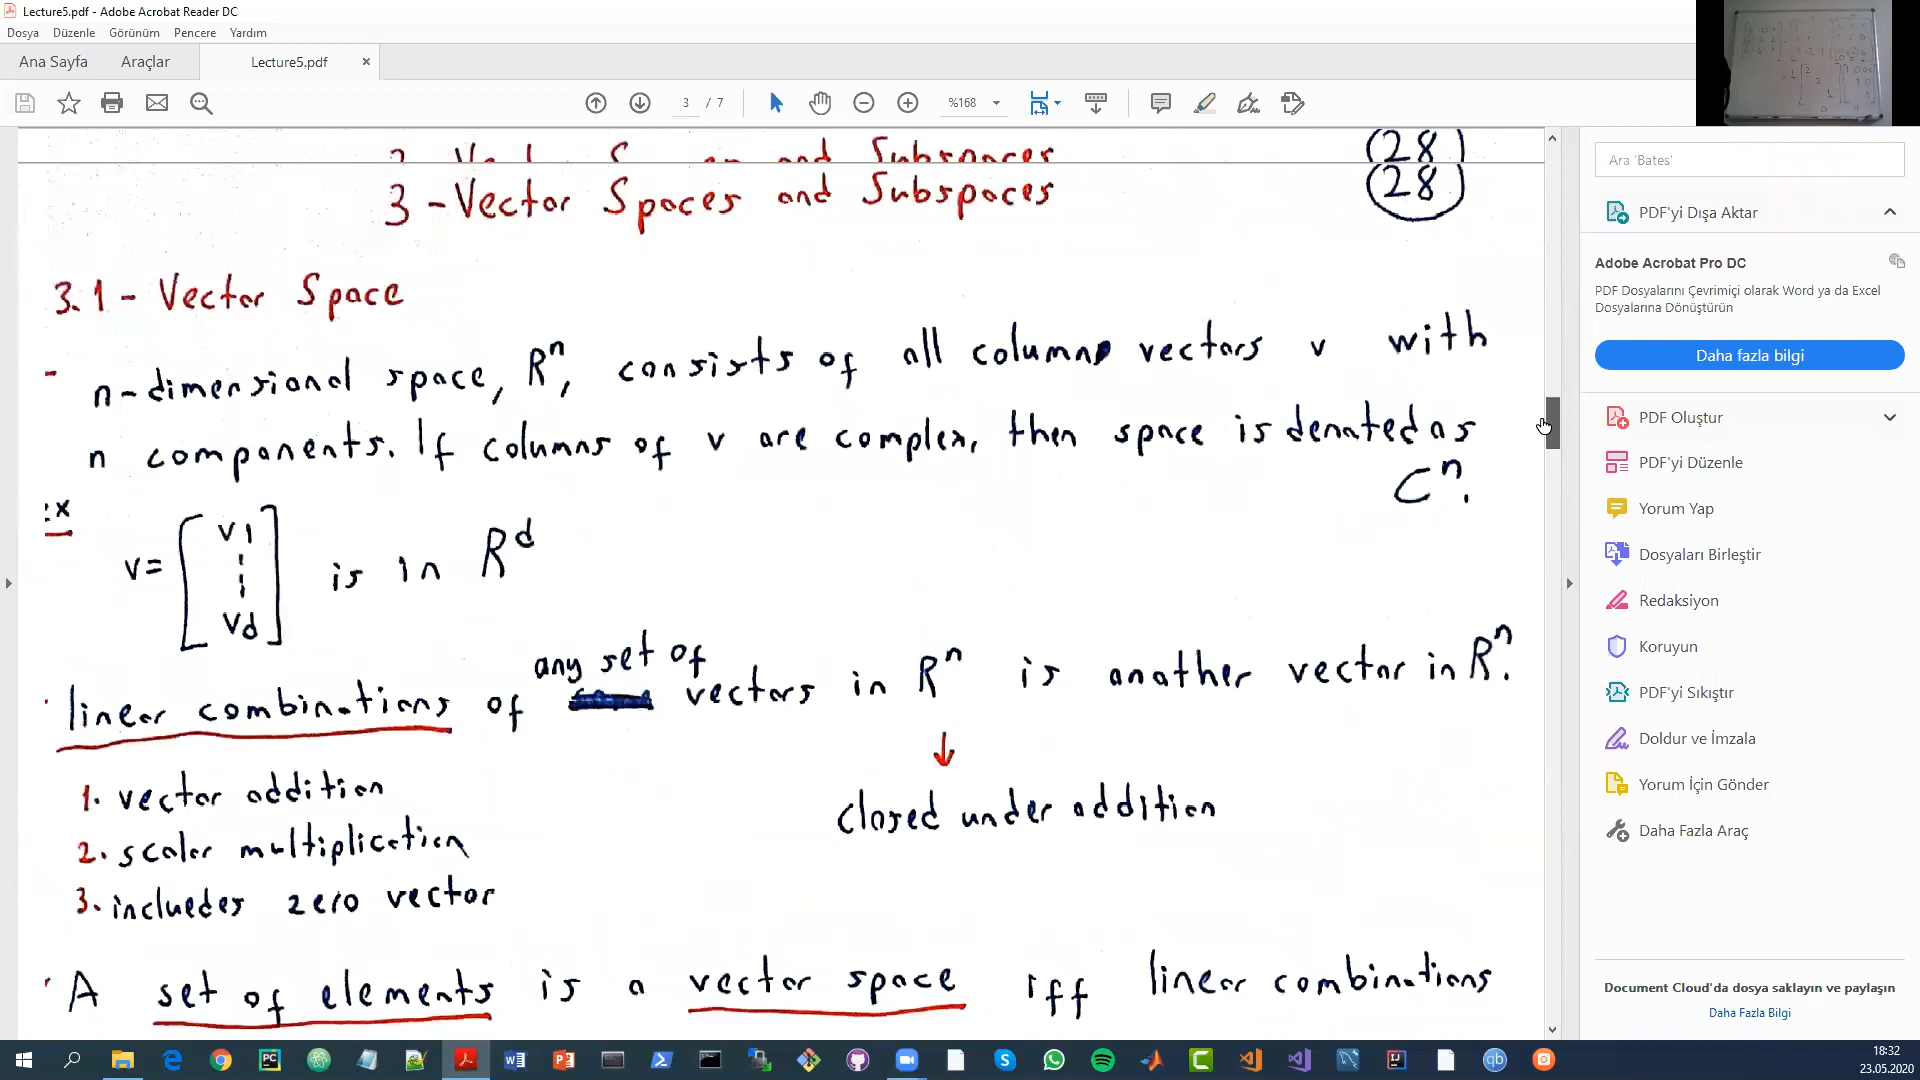 Lecture5.pdf - Adobe Acrobat Reader DC
Dosya Düzenle Görünüm Pencere Yardım
Ana Sayfa Araçlar Lecture5.pdf ×
3 / 7 %168
3-Vector Spaces and Subspaces 28
3.1- Vector Space
- n-dimensional space, Rⁿ, consists of all column vectors v with
n components. If columns of v are complex, then space is denated as
Cⁿ.
:x
v= [ v1 ¦ vd ] is in R^d
any set of
linear combinations of vectors in Rⁿ is another vector in Rⁿ.
↓
1. vector addition
closed under addition
2. scalar multiplication
3. incluedes zero vector
A set of elements is a vector space iff linear combinations
Ara 'Bates'
PDF'yi Dışa Aktar
Adobe Acrobat Pro DC
PDF Dosyalarını Çevrimiçi olarak Word ya da Excel
Dosyalarına Dönüştürün
Daha fazla bilgi
PDF Oluştur
PDF'yi Düzenle
Yorum Yap
Dosyaları Birleştir
Redaksiyon
Koruyun
PDF'yi Sıkıştır
Doldur ve İmzala
Yorum İçin Gönder
Daha Fazla Araç
Document Cloud'da dosya saklayın ve paylaşın
Daha Fazla Bilgi
18:32
23.05.2020